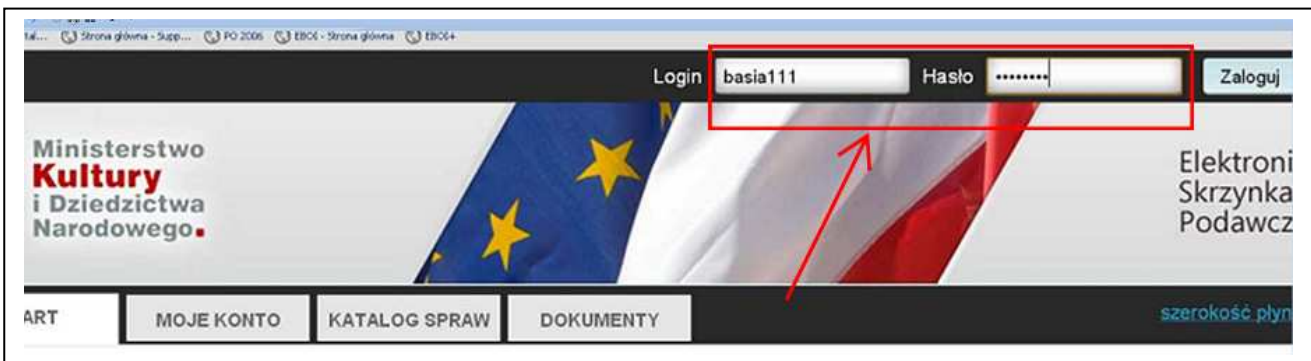 tal... Strona główna - Supp... PO 2006 EBOI - Strona główna EBOI+
Login basia111 Hasło •••••••• Zaloguj
Ministerstwo
Kultury
i Dziedzictwa
Narodowego.
Elektroni
Skrzynka
Podawcz
ART MOJE KONTO KATALOG SPRAW DOKUMENTY
szerokość płyn